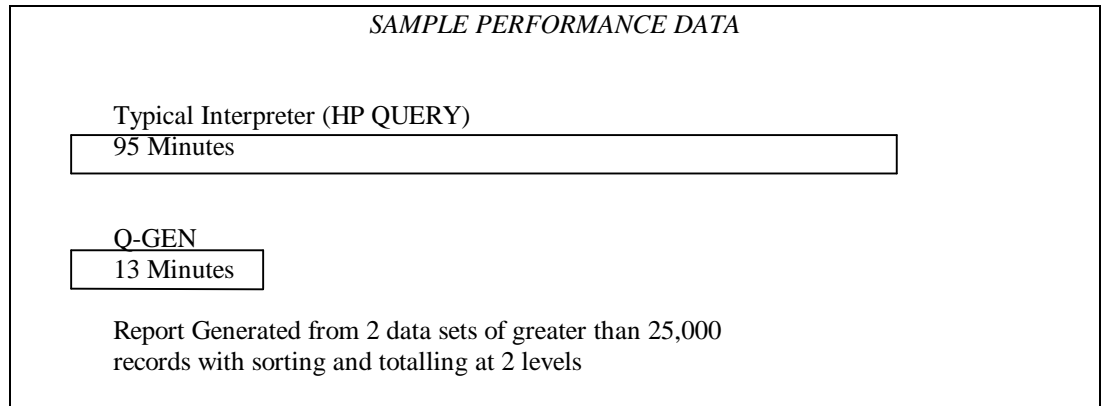 SAMPLE PERFORMANCE DATA
Typical Interpreter (HP QUERY)
95 Minutes
Q-GEN
13 Minutes
Report Generated from 2 data sets of greater than 25,000
records with sorting and totalling at 2 levels